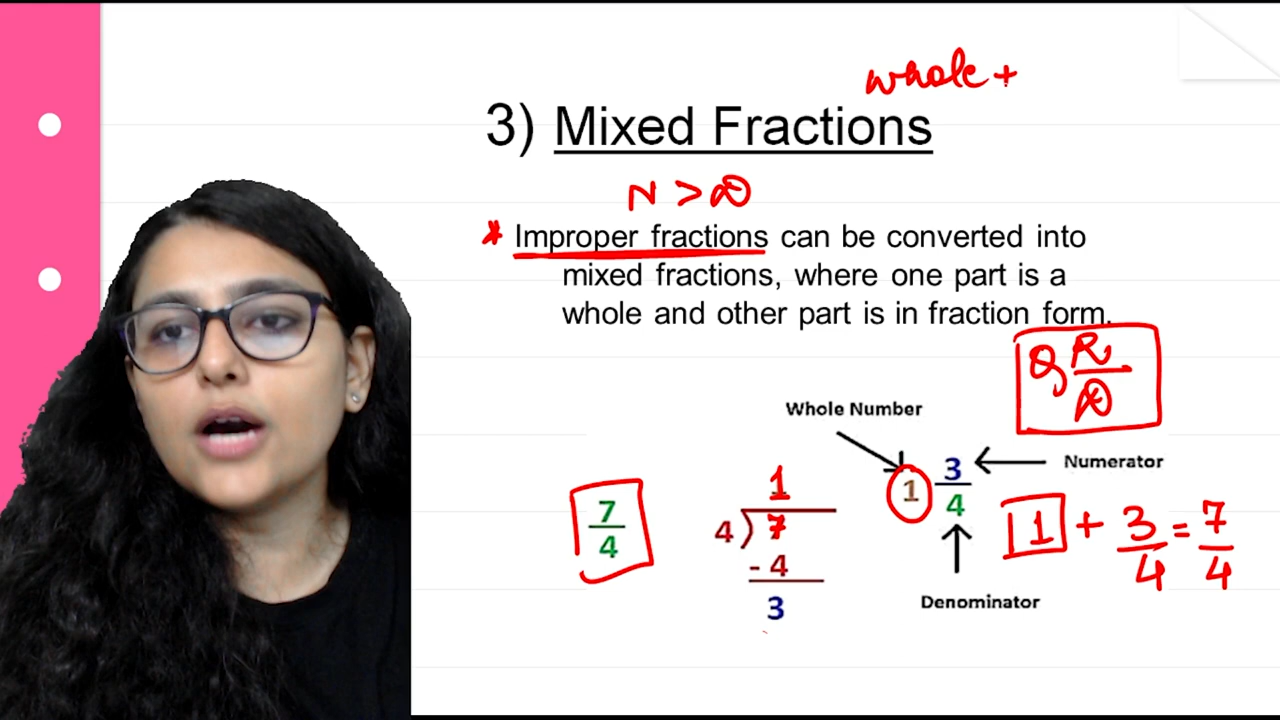 whole +
3) Mixed Fractions
N > D
* Improper fractions can be converted into
mixed fractions, where one part is a
whole and other part is in fraction form.
Q R/D
Whole Number
1 3/4
Numerator
Denominator
7/4
1
4) 7
- 4
3
1 + 3/4 = 7/4